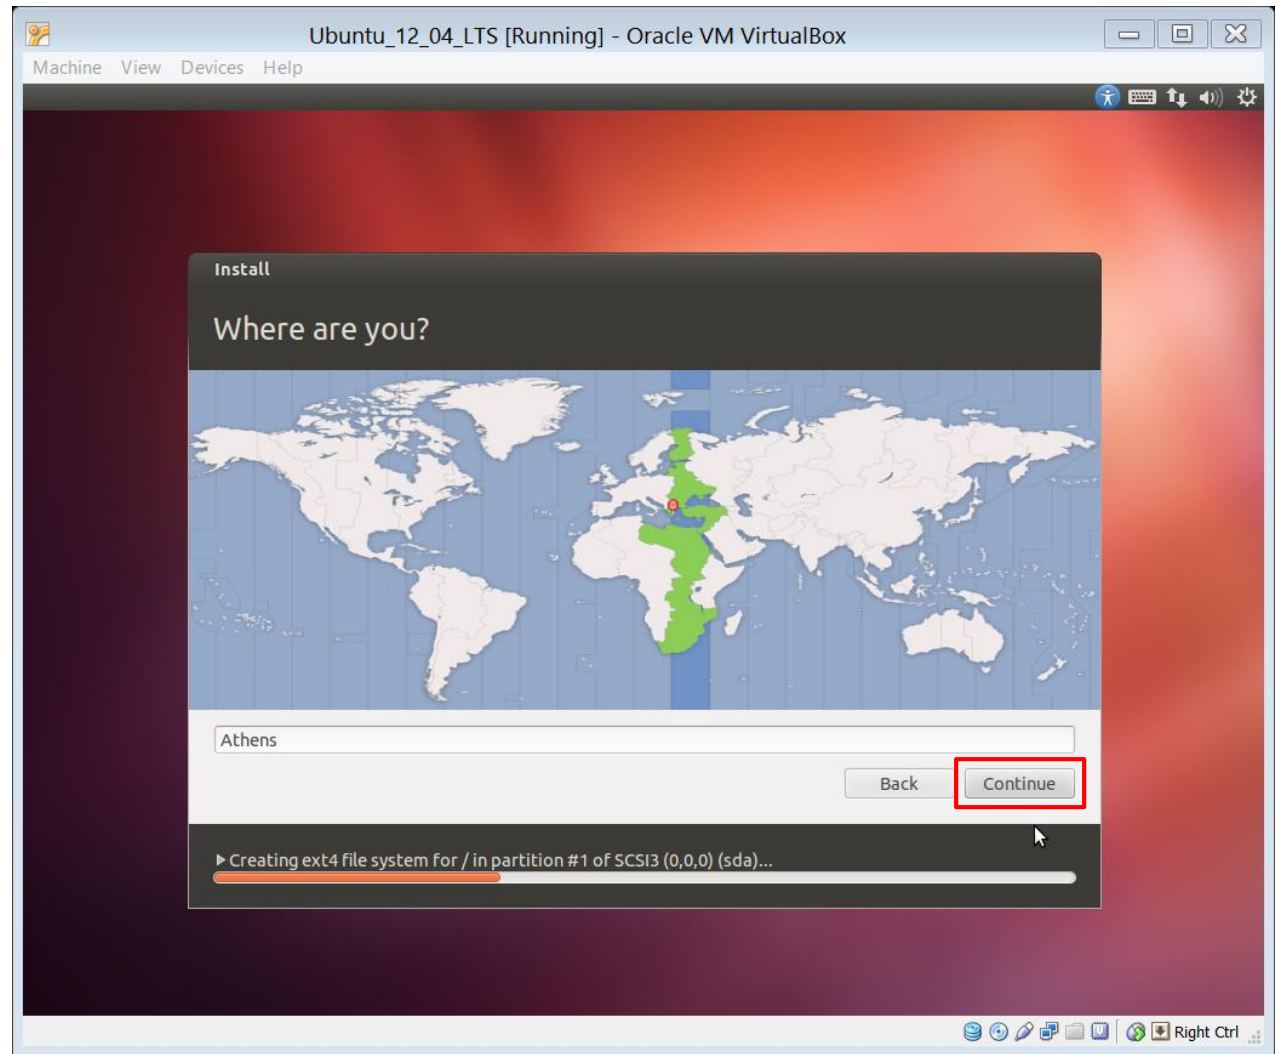 Ubuntu_12_04_LTS [Running] - Oracle VM VirtualBox
Machine View Devices Help
Install
Where are you?
Athens
Back Continue
Creating ext4 file system for / in partition #1 of SCSI3 (0,0,0) (sda)...
Right Ctrl